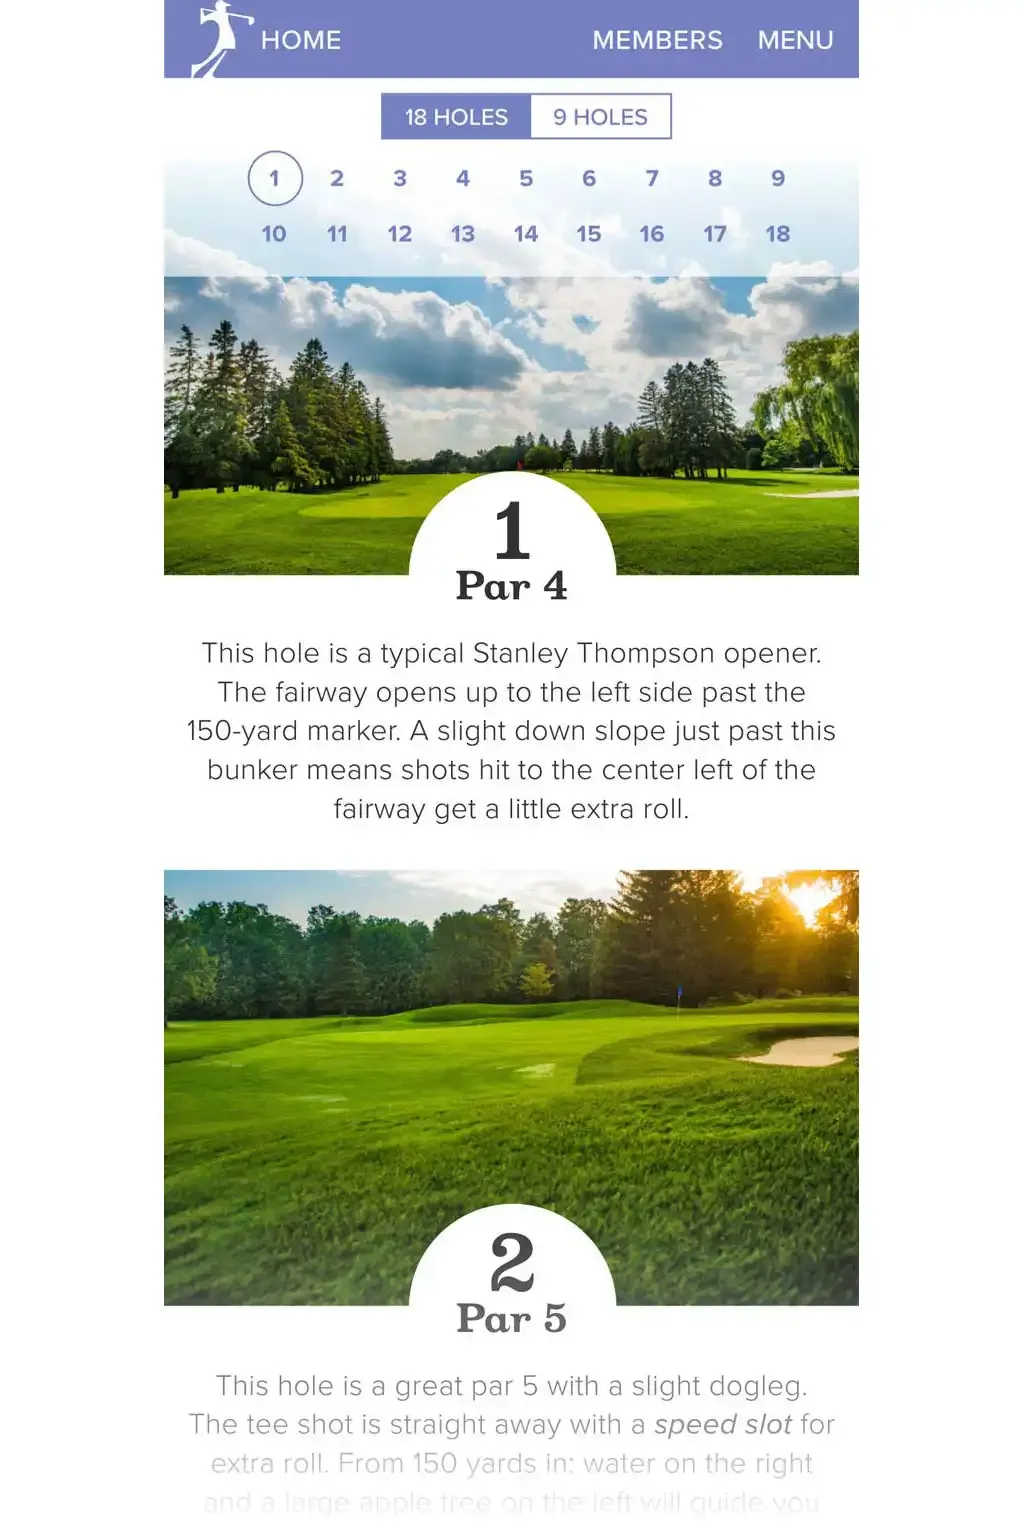 HOME MEMBERS MENU
18 HOLES 9 HOLES
1 2 3 4 5 6 7 8 9
10 11 12 13 14 15 16 17 18
1
Par 4
This hole is a typical Stanley Thompson opener.
The fairway opens up to the left side past the
150-yard marker. A slight down slope just past this
bunker means shots hit to the center left of the
fairway get a little extra roll.
2
Par 5
This hole is a great par 5 with a slight dogleg.
The tee shot is straight away with a speed slot for
extra roll. From 150 yards in: water on the right
and a large apple tree on the left will guide you